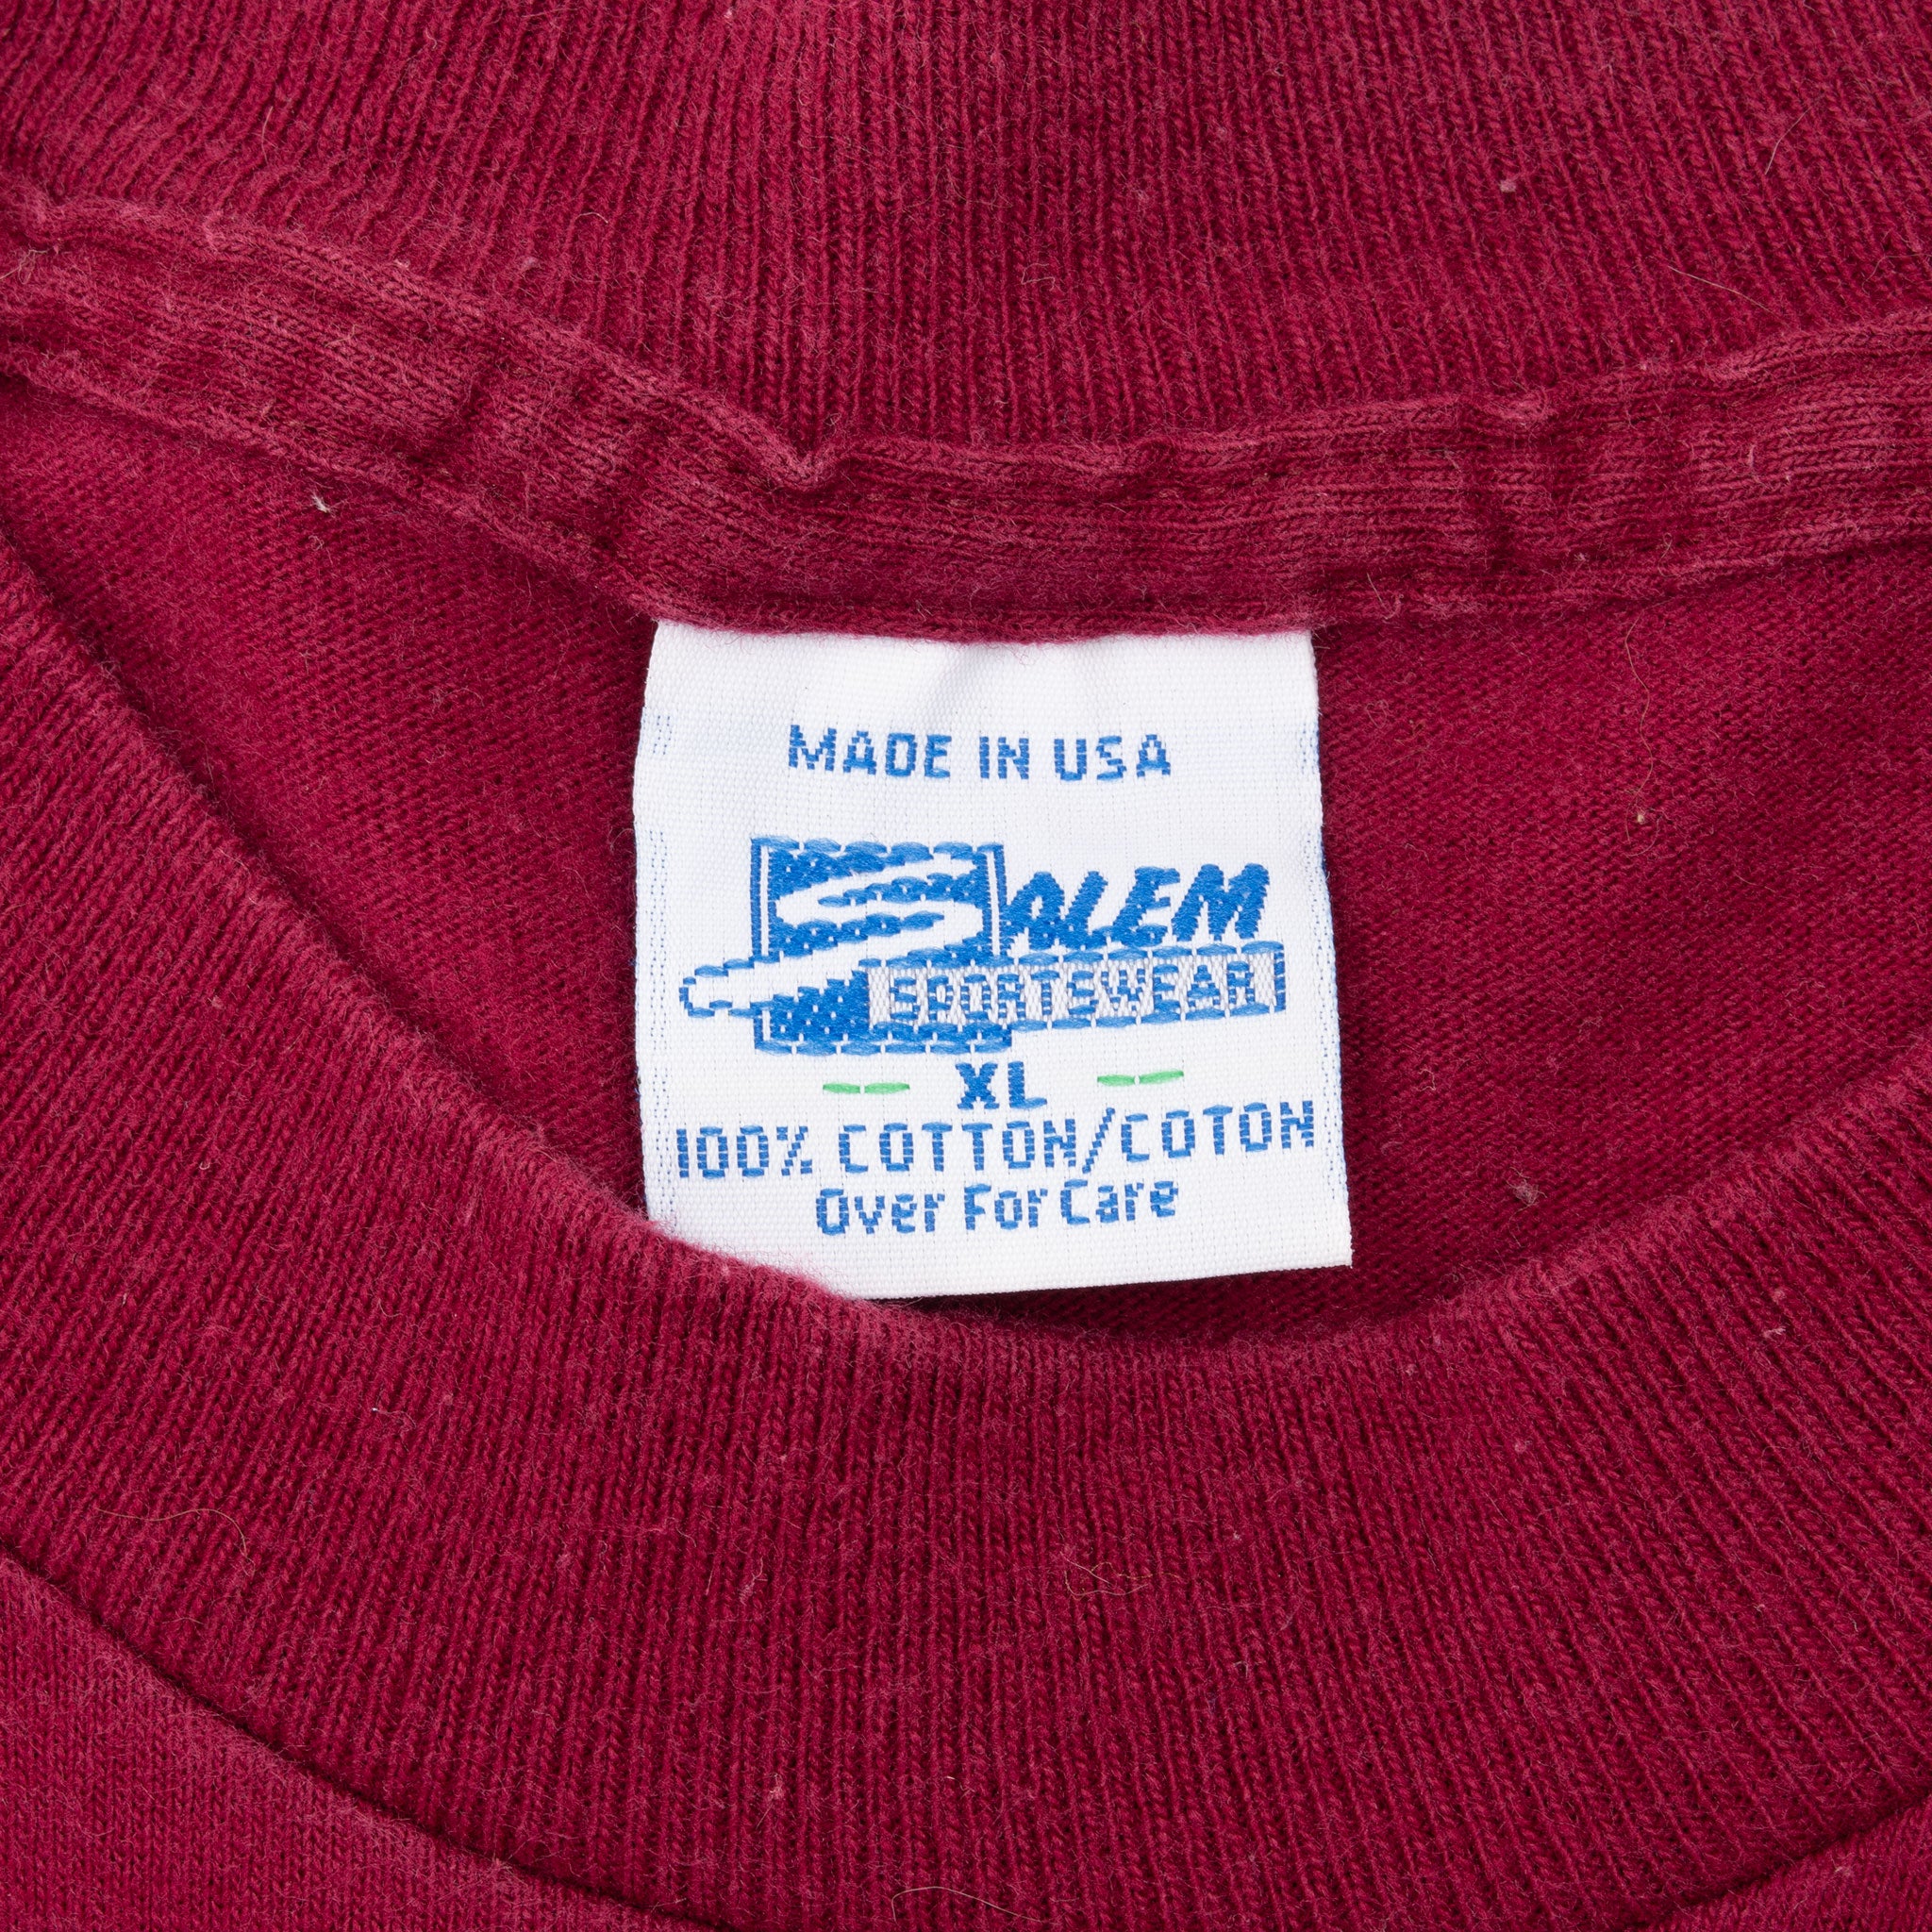 MADE IN USA
SALEM
SPORTSWEAR
XL
100% COTTON/COTON
Over For Care